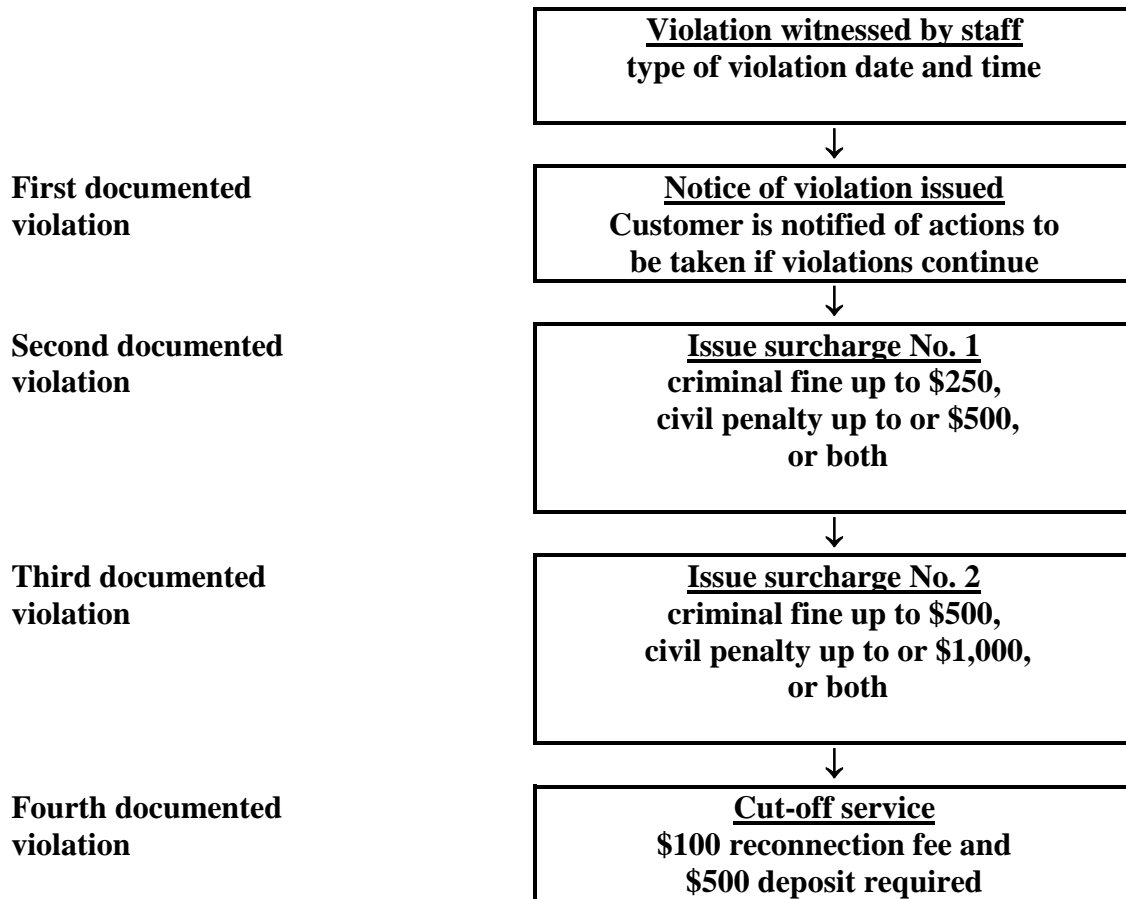 Violation witnessed by staff
type of violation date and time
↓
First documented
violation
Notice of violation issued
Customer is notified of actions to
be taken if violations continue
↓
Second documented
violation
Issue surcharge No. 1
criminal fine up to $250,
civil penalty up to or $500,
or both
↓
Third documented
violation
Issue surcharge No. 2
criminal fine up to $500,
civil penalty up to or $1,000,
or both
↓
Fourth documented
violation
Cut-off service
$100 reconnection fee and
$500 deposit required